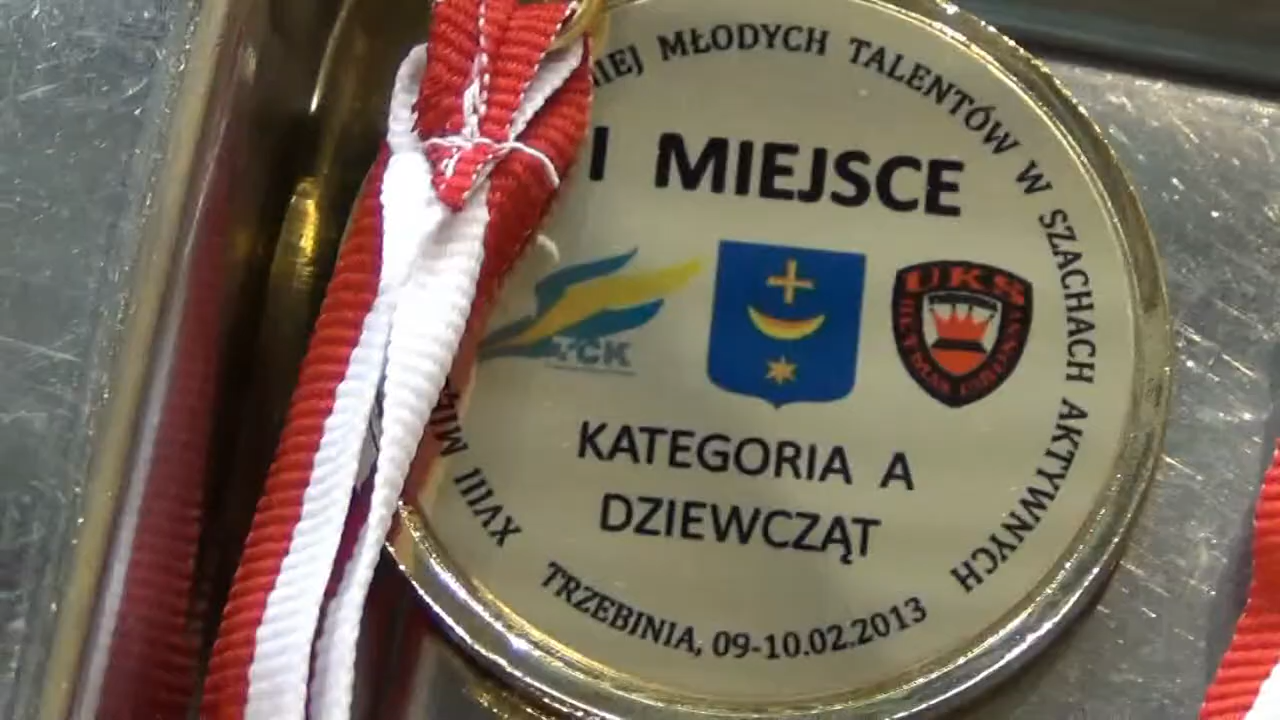 XVIII
MŁODYCH TALENTÓW W SZACHACH AKTYWNYCH
I MIEJSCE
TCK
UKS
KATEGORIA A
DZIEWCZĄT
TRZEBINIA, 09-10.02.2013